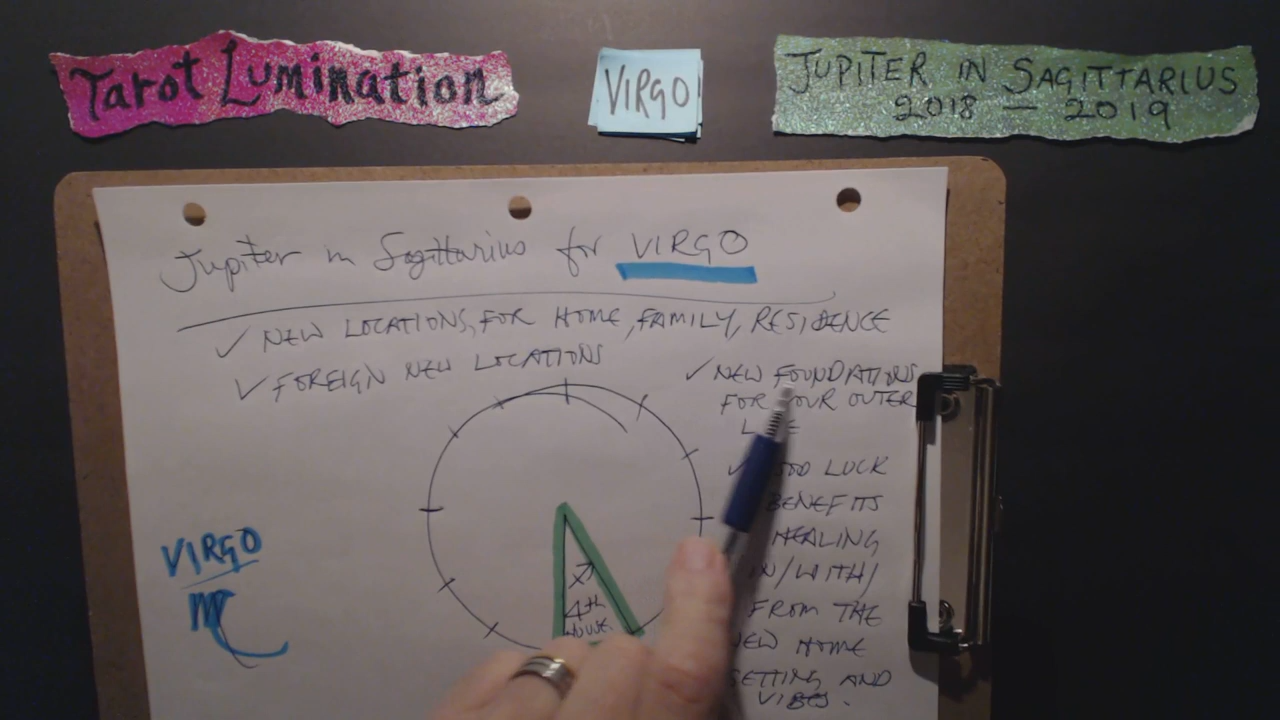 Tarot Lumination
VIRGO
JUPITER IN SAGITTARIUS
2018 — 2019
Jupiter in Sagittarius for VIRGO
✓ NEW LOCATIONS, FOR HOME, FAMILY, RESIDENCE
✓ FOREIGN NEW LOCATIONS
✓ NEW FOUNDATIONS
FOR YOUR OUTER
✓ LUCK
BENEFITS
HEALING
IN/WITH/
FROM THE
NEW HOME
SETTING AND
VIBES.
4th
HOUSE.
VIRGO
♍